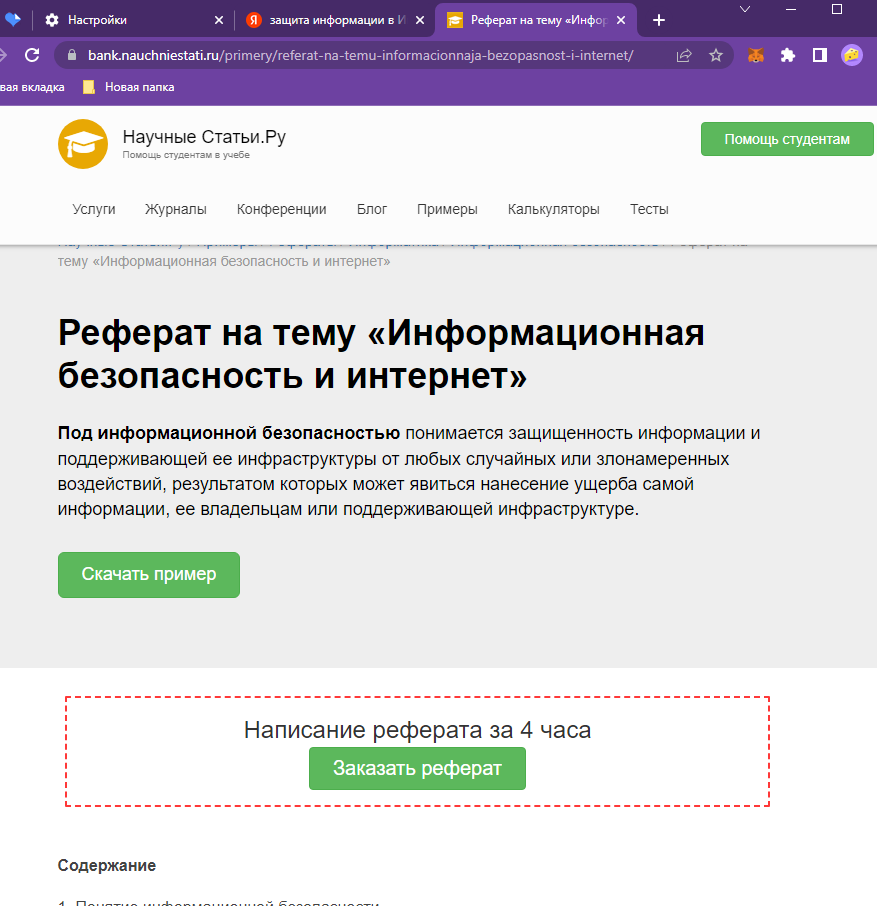 Настройки
защита информации в И
Реферат на тему «Инфор
bank.nauchniestati.ru/primery/referat-na-temu-informacionnaja-bezopasnost-i-internet/
вая вкладка
Новая папка
Научные Статьи.Ру
Помощь студентам в учебе
Помощь студентам
Услуги
Журналы
Конференции
Блог
Примеры
Калькуляторы
Тесты
тему «Информационная безопасность и интернет»
Реферат на тему «Информационная
безопасность и интернет»
Под информационной безопасностью понимается защищенность информации и
поддерживающей ее инфраструктуры от любых случайных или злонамеренных
воздействий, результатом которых может явиться нанесение ущерба самой
информации, ее владельцам или поддерживающей инфраструктуре.
Скачать пример
Написание реферата за 4 часа
Заказать реферат
Содержание
1. Понятие информационной безопасности